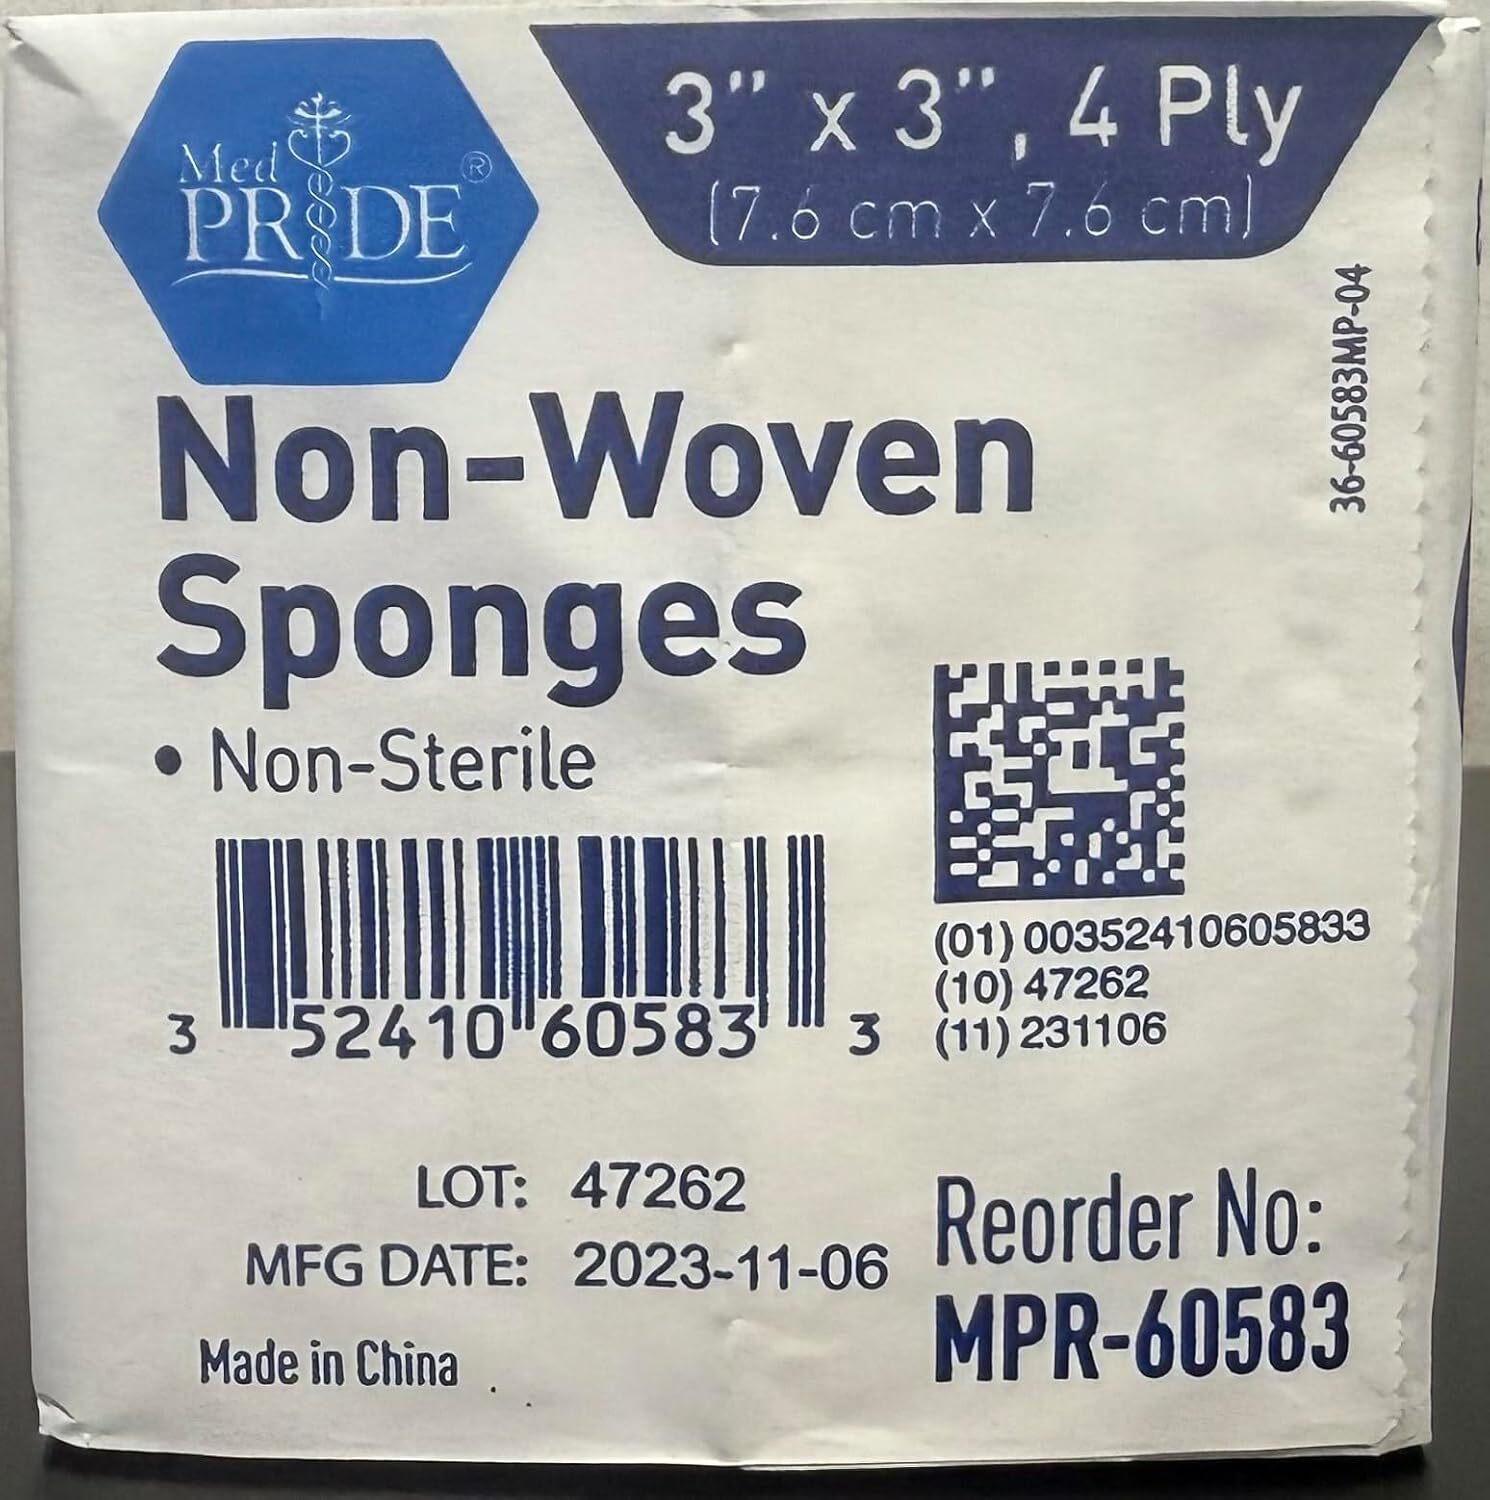 Med
PRIDE®
3" x 3", 4 Ply
(7.6 cm x 7.6 cm)
36-60583MP-04
Non-Woven
Sponges
• Non-Sterile
3 52410 60583 3
(01) 00352410605833
(10) 47262
(11) 231106
LOT: 47262
MFG DATE: 2023-11-06
Made in China
Reorder No:
MPR-60583